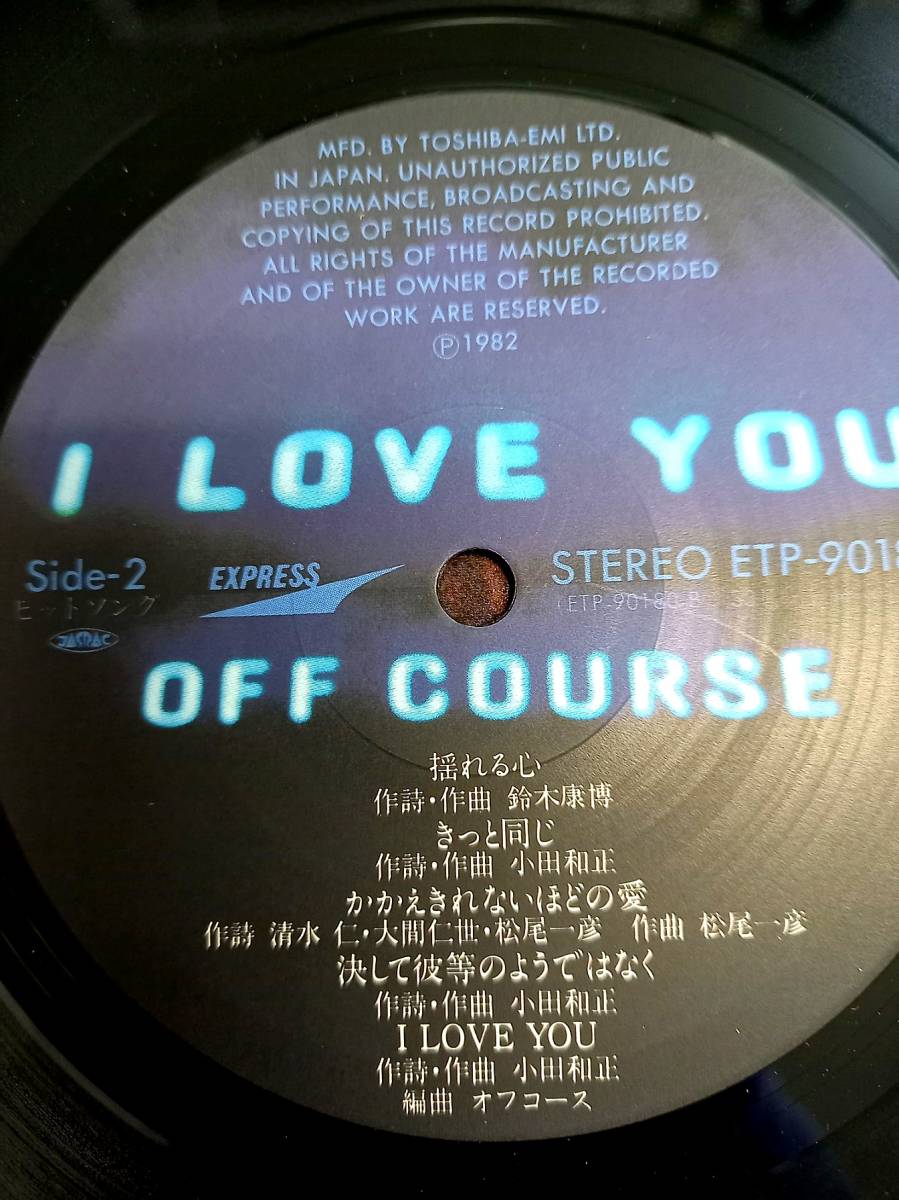 MFD. BY TOSHIBA-EMI LTD.
IN JAPAN. UNAUTHORIZED PUBLIC
PERFORMANCE, BROADCASTING AND
COPYING OF THIS RECORD PROHIBITED.
ALL RIGHTS OF THE MANUFACTURER
AND OF THE OWNER OF THE RECORDED
WORK ARE RESERVED.
Ⓟ1982
I LOVE YOU
Side-2
EXPRESS
STEREO ETP-9018
ヒットソング
(ETP-90180-B
JASRAC
OFF COURSE
揺れる心
作詩・作曲 鈴木康博
きっと同じ
作詩・作曲 小田和正
かかえきれないほどの愛
作詩 清水 仁・大間仁世・松尾一彦 作曲 松尾一彦
決して彼等のようではなく
作詩・作曲 小田和正
I LOVE YOU
作詩・作曲 小田和正
編曲 オフコース